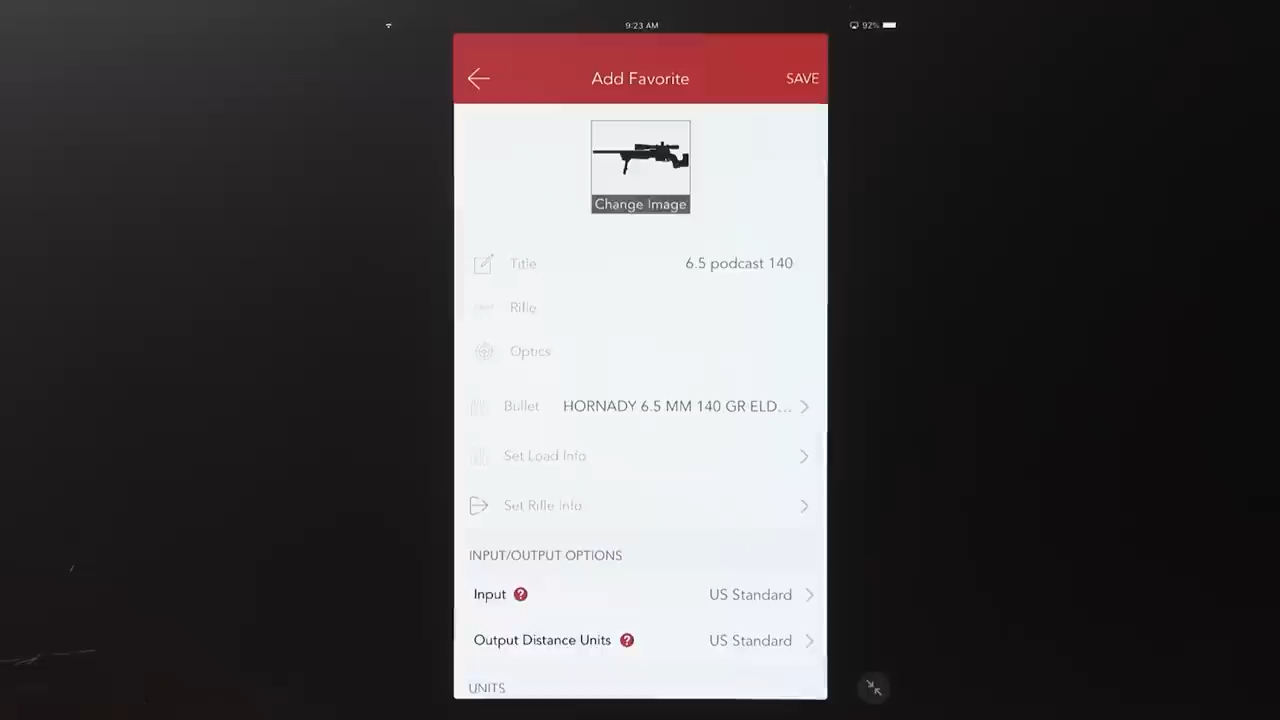 9:23 AM
92%
Add Favorite
SAVE
Change Image
Title
6.5 podcast 140
Rifle
Optics
Bullet
HORNADY 6.5 MM 140 GR ELD...
Set Load Info
Set Rifle Info
INPUT/OUTPUT OPTIONS
Input ?
US Standard
Output Distance Units ?
US Standard
UNITS